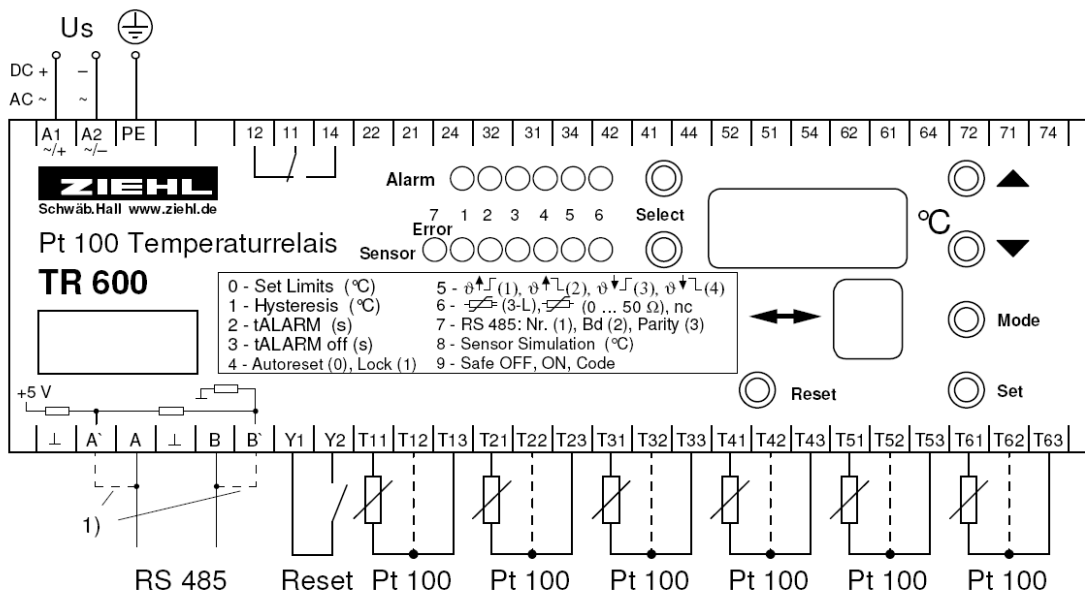 Us
DC + –
AC ~ ~
A1 A2 PE 12 11 14 22 21 24 32 31 34 42 41 44 52 51 54 62 61 64 72 71 74
~/+ ~/–
ZIEHL
Schwäb.Hall www.ziehl.de
Alarm
7 1 2 3 4 5 6
Error
Sensor
Select
°C
Pt 100 Temperaturrelais
TR 600
0 - Set Limits (°C)
1 - Hysteresis (°C)
2 - tALARM (s)
3 - tALARM off (s)
4 - Autoreset (0), Lock (1)
5 - ϑ (1), ϑ (2), ϑ (3), ϑ (4)
6 - (3-L), (0 ... 50 Ω), nc
7 - RS 485: Nr. (1), Bd (2), Parity (3)
8 - Sensor Simulation (°C)
9 - Safe OFF, ON, Code
Mode
Reset
Set
+5 V
⊥ A` A ⊥ B B` Y1 Y2 T11 T12 T13 T21 T22 T23 T31 T32 T33 T41 T42 T43 T51 T52 T53 T61 T62 T63
1)
RS 485 Reset Pt 100 Pt 100 Pt 100 Pt 100 Pt 100 Pt 100